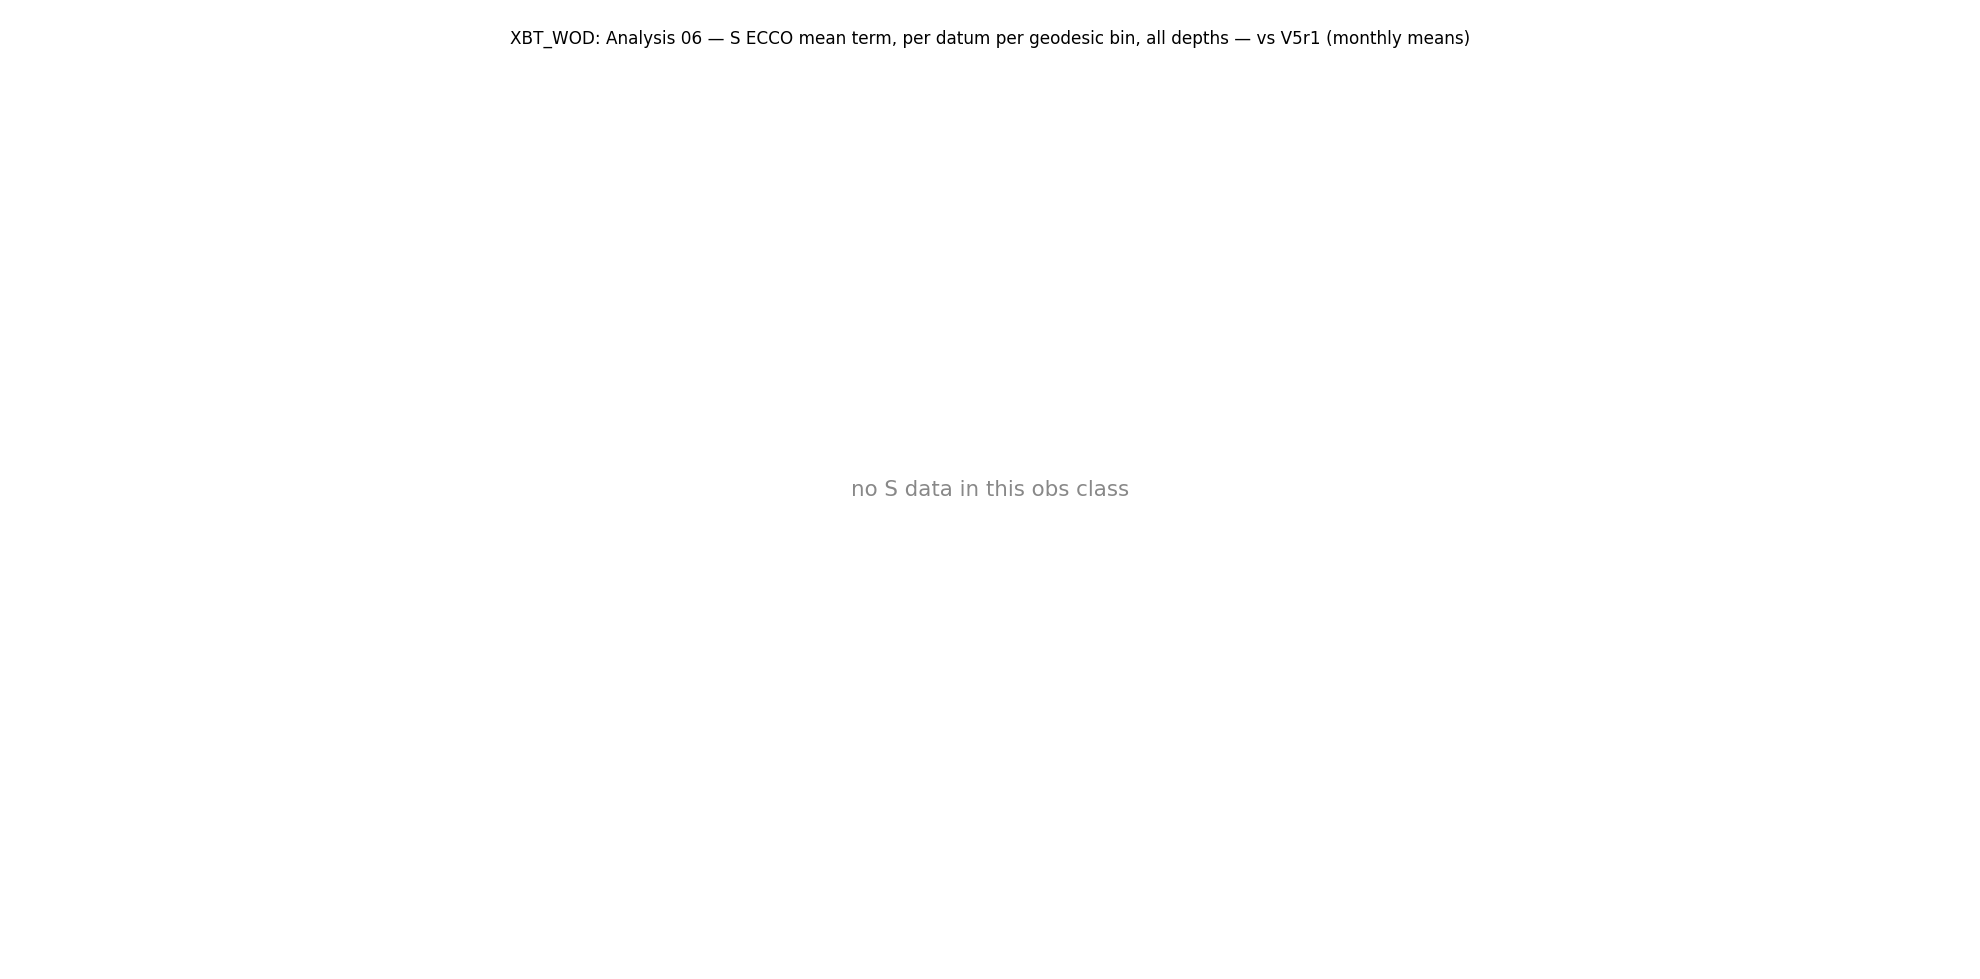 XBT_WOD: Analysis 06 — S ECCO mean term, per datum per geodesic bin, all depths — vs V5r1 (monthly means)
no S data in this obs class